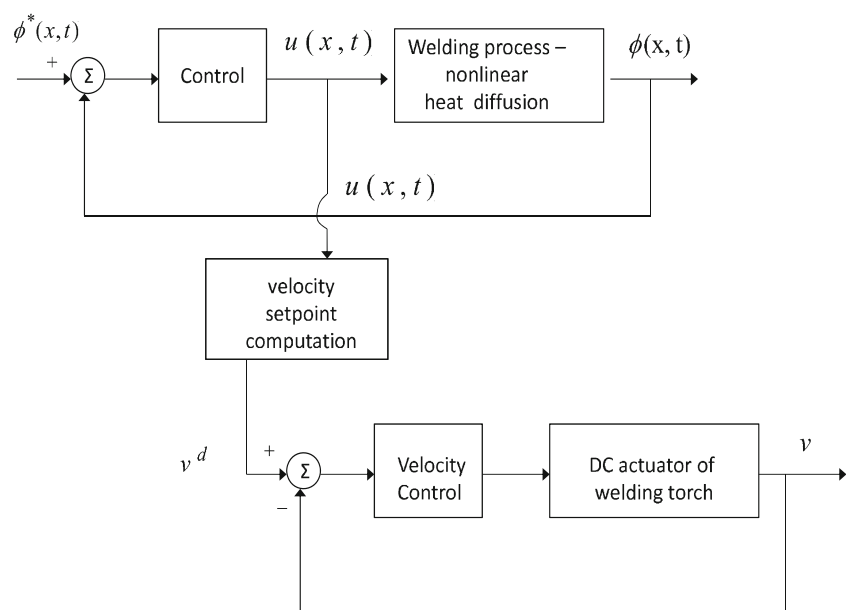 ϕ*(x,t)
+
Σ
Control
u(x,t)
Welding process –
nonlinear
heat diffusion
ϕ(x, t)
u(x,t)
velocity
setpoint
computation
v d
+
Σ
−
Velocity
Control
DC actuator of
welding torch
v